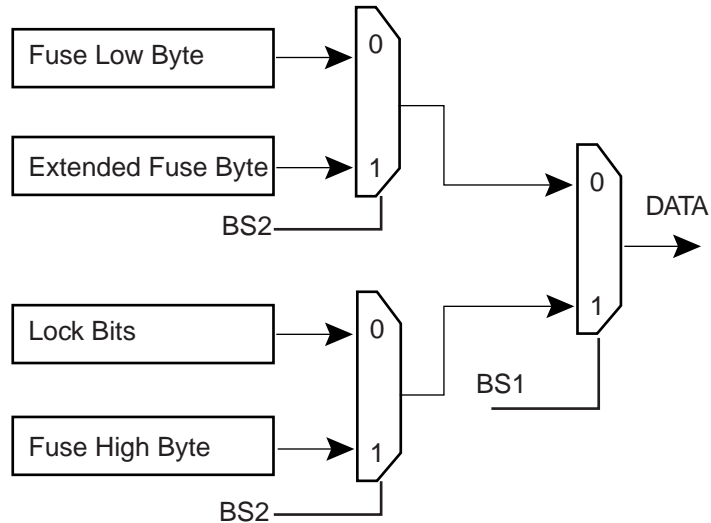 Fuse Low Byte
0
Extended Fuse Byte
1
BS2
0
DATA
Lock Bits
0
1
BS1
Fuse High Byte
1
BS2